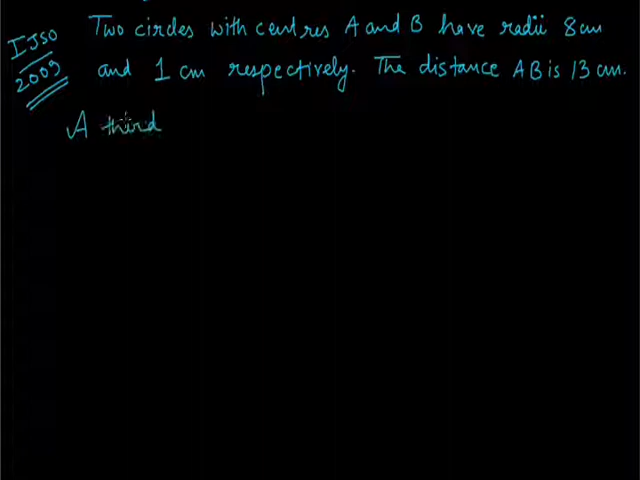 IJSO
2009
Two circles with centres A and B have radii 8 cm
and 1 cm respectively. The distance AB is 13 cm.
A third